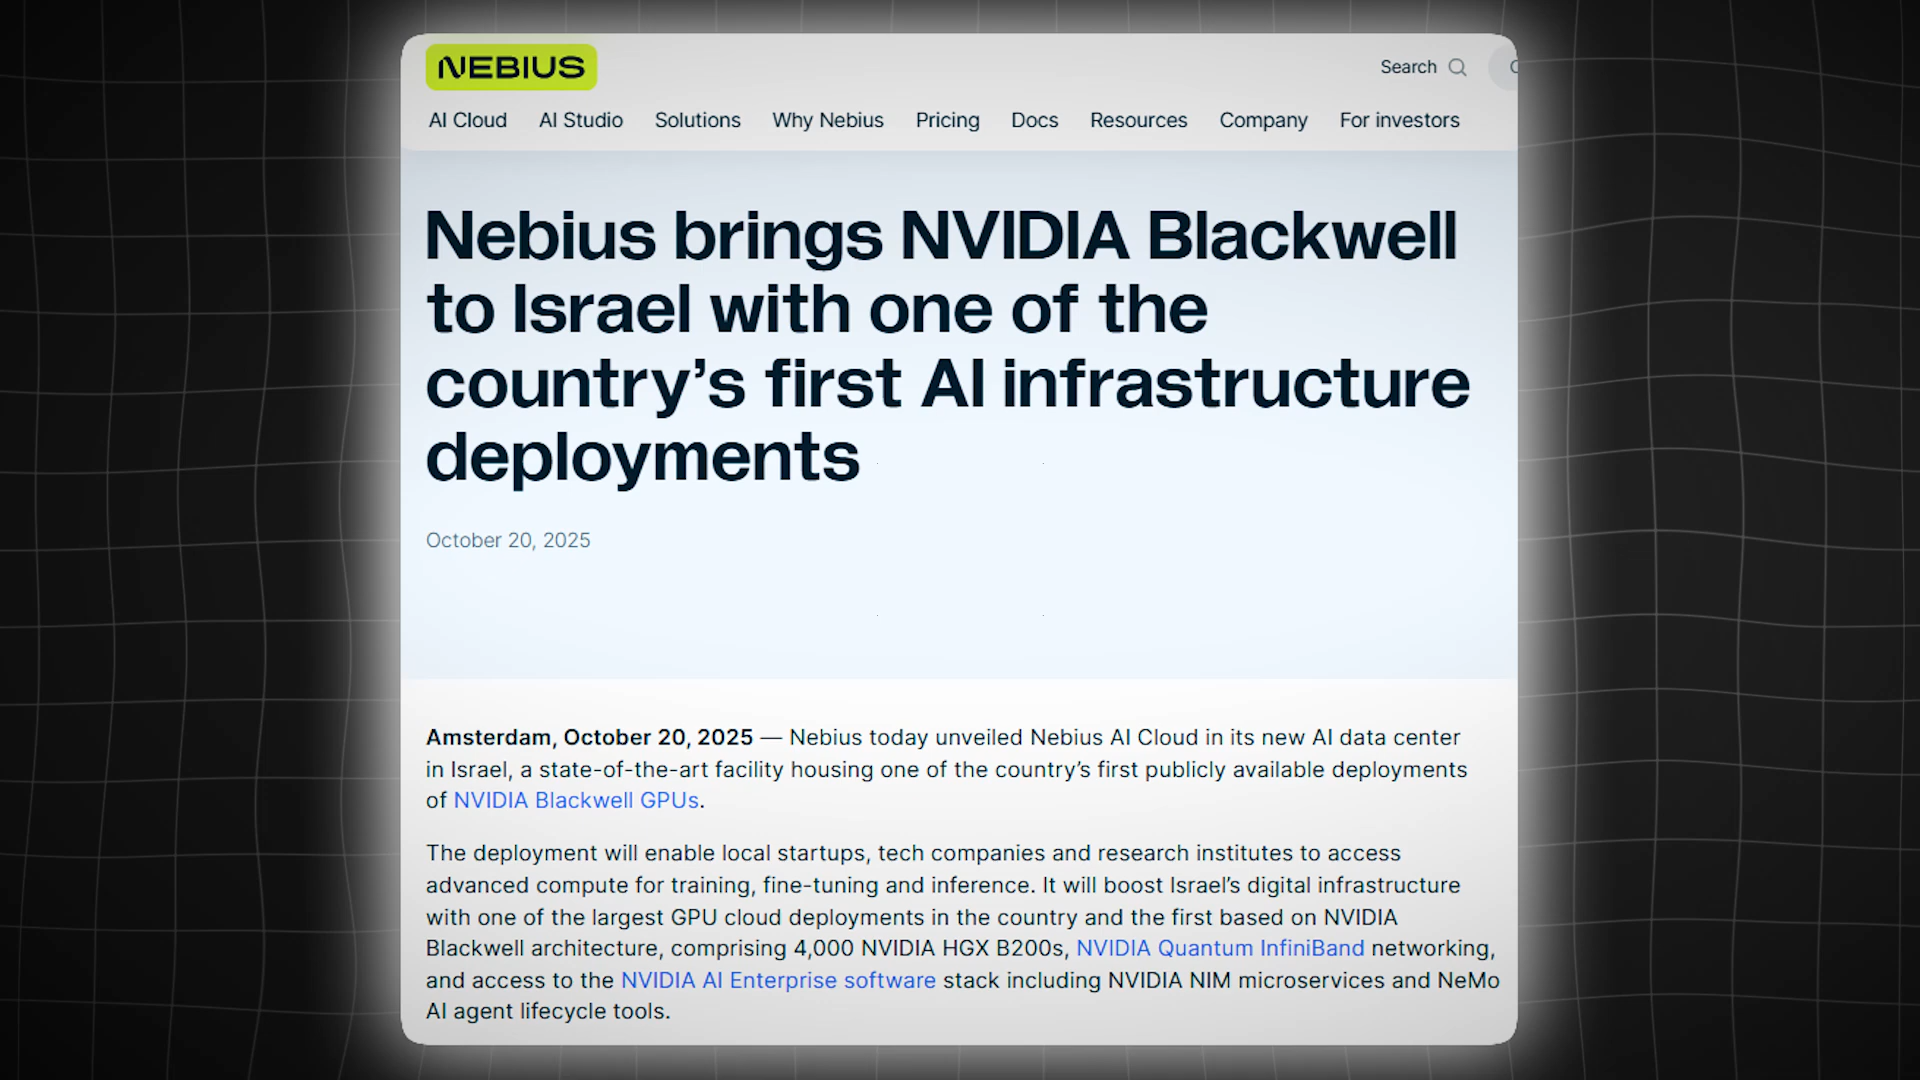 NEBIUS
Search
AI Cloud AI Studio Solutions Why Nebius Pricing Docs Resources Company For investors
Nebius brings NVIDIA Blackwell
to Israel with one of the
country’s first AI infrastructure
deployments
October 20, 2025
Amsterdam, October 20, 2025 — Nebius today unveiled Nebius AI Cloud in its new AI data center
in Israel, a state-of-the-art facility housing one of the country’s first publicly available deployments
of NVIDIA Blackwell GPUs.
The deployment will enable local startups, tech companies and research institutes to access
advanced compute for training, fine-tuning and inference. It will boost Israel’s digital infrastructure
with one of the largest GPU cloud deployments in the country and the first based on NVIDIA
Blackwell architecture, comprising 4,000 NVIDIA HGX B200s, NVIDIA Quantum InfiniBand networking,
and access to the NVIDIA AI Enterprise software stack including NVIDIA NIM microservices and NeMo
AI agent lifecycle tools.